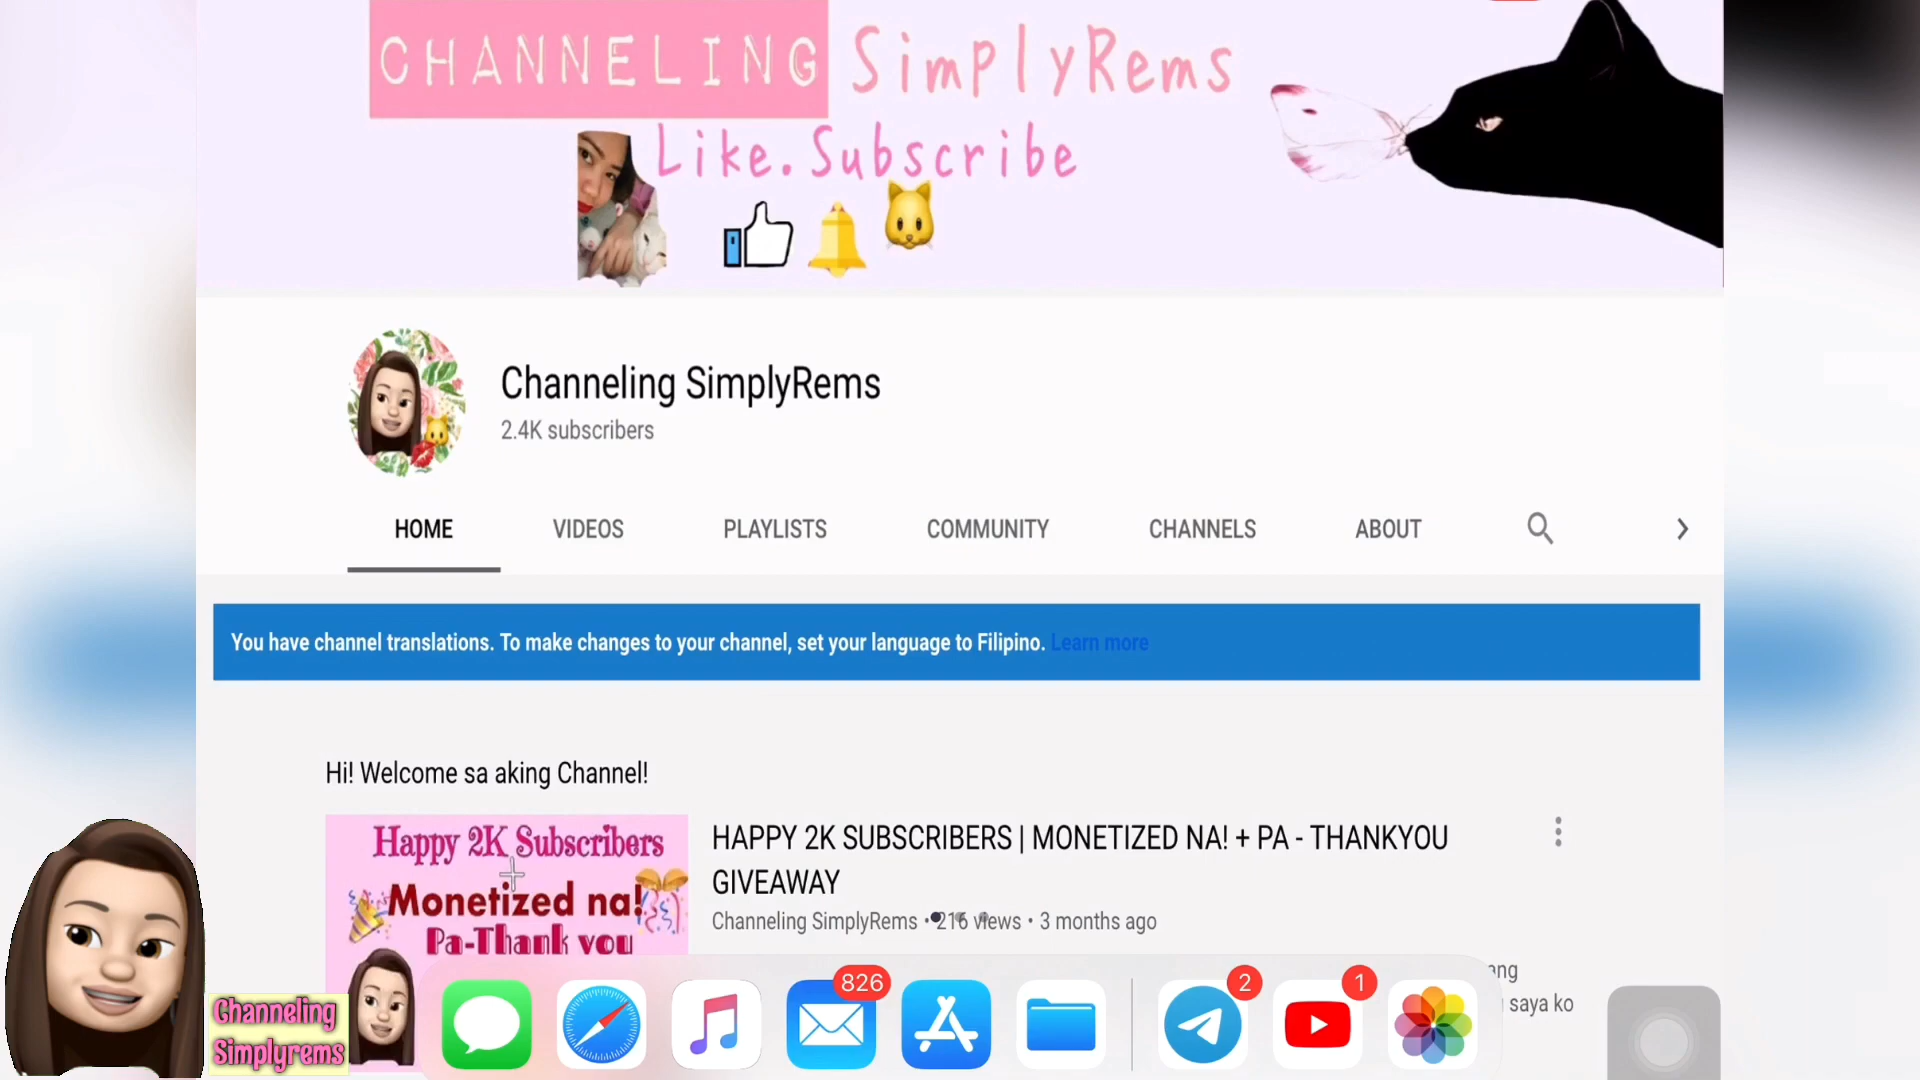 CHANNELING SimplyRems
Like.Subscribe
Channeling SimplyRems
2.4K subscribers
HOME VIDEOS PLAYLISTS COMMUNITY CHANNELS ABOUT
You have channel translations. To make changes to your channel, set your language to Filipino. Learn more
Hi! Welcome sa aking Channel!
Happy 2K Subscribers
Monetized na!
Pa-Thank you
HAPPY 2K SUBSCRIBERS | MONETIZED NA! + PA - THANKYOU
GIVEAWAY
Channeling SimplyRems • 216 views • 3 months ago
saya ko
826
2
1
Channeling
Simplyrems